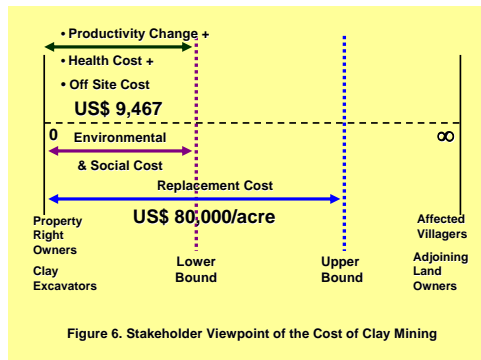 • Productivity Change +
• Health Cost +
• Off Site Cost
US$ 9,467
0
Environmental
∞
& Social Cost
Replacement Cost
US$ 80,000/acre
Property
Right
Owners
Clay
Excavators
Lower
Bound
Upper
Bound
Affected
Villagers
Adjoining
Land
Owners
Figure 6. Stakeholder Viewpoint of the Cost of Clay Mining